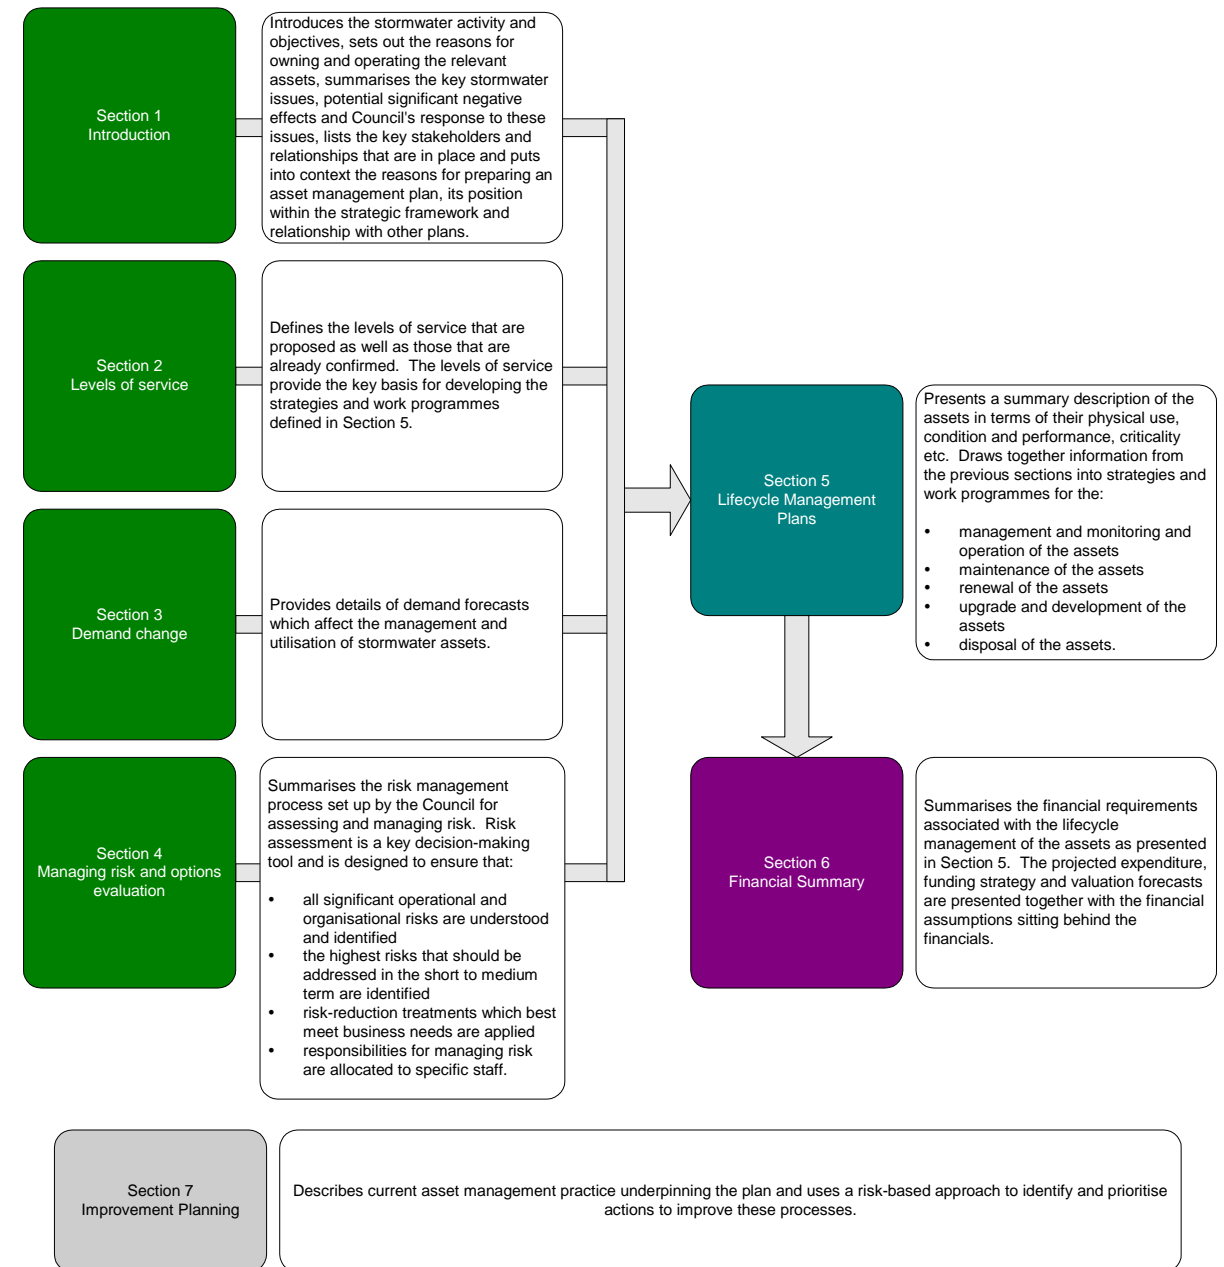 Section 1
Introduction
Introduces the stormwater activity and
objectives, sets out the reasons for
owning and operating the relevant
assets, summarises the key stormwater
issues, potential significant negative
effects and Council's response to these
issues, lists the key stakeholders and
relationships that are in place and puts
into context the reasons for preparing an
asset management plan, its position
within the strategic framework and
relationship with other plans.
Section 2
Levels of service
Defines the levels of service that are
proposed as well as those that are
already confirmed.  The levels of service
provide the key basis for developing the
strategies and work programmes
defined in Section 5.
Section 3
Demand change
Provides details of demand forecasts
which affect the management and
utilisation of stormwater assets.
Section 4
Managing risk and options
evaluation
Summarises the risk management
process set up by the Council for
assessing and managing risk.  Risk
assessment is a key decision-making
tool and is designed to ensure that:
• all significant operational and
organisational risks are understood
and identified
• the highest risks that should be
addressed in the short to medium
term are identified
• risk-reduction treatments which best
meet business needs are applied
• responsibilities for managing risk
are allocated to specific staff.
Section 5
Lifecycle Management
Plans
Presents a summary description of the
assets in terms of their physical use,
condition and performance, criticality
etc.  Draws together information from
the previous sections into strategies and
work programmes for the:
• management and monitoring and
operation of the assets
• maintenance of the assets
• renewal of the assets
• upgrade and development of the
assets
• disposal of the assets.
Section 6
Financial Summary
Summarises the financial requirements
associated with the lifecycle
management of the assets as presented
in Section 5.  The projected expenditure,
funding strategy and valuation forecasts
are presented together with the financial
assumptions sitting behind the
financials.
Section 7
Improvement Planning
Describes current asset management practice underpinning the plan and uses a risk-based approach to identify and prioritise
actions to improve these processes.